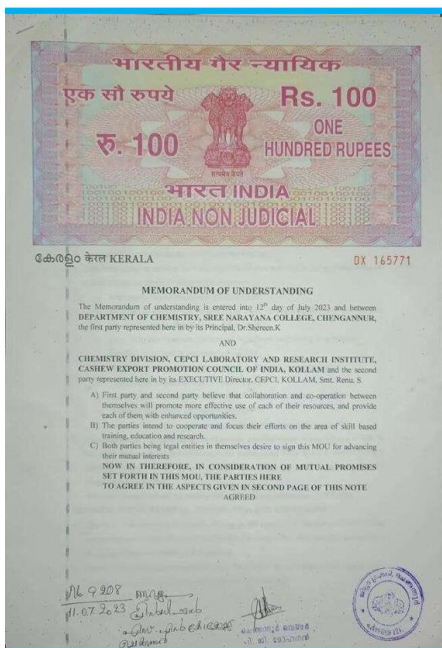 भारतीय गैर न्यायिक
एक सौ रुपये Rs. 100
रु. 100 ONE
HUNDRED RUPEES
सत्यमेव जयते
भारत INDIA
INDIA NON JUDICIAL
കേരളം केरल KERALA DX 165771
MEMORANDUM OF UNDERSTANDING
The Memorandum of understanding is entered into 12th day of July 2023 and between
DEPARTMENT OF CHEMISTRY, SREE NARAYANA COLLEGE, CHENGANNUR,
the first party represented here in by its Principal, Dr.Shereen.K
AND
CHEMISTRY DIVISION, CEPCI LABORATORY AND RESEARCH INSTITUTE,
CASHEW EXPORT PROMOTION COUNCIL OF INDIA, KOLLAM and the second
party represented here in by its EXECUTIVE Director, CEPCI, KOLLAM, Smt. Renu. S
A) First party and second party believe that collaboration and co-operation between
themselves will promote more effective use of each of their resources, and provide
each of them with enhanced opportunities.
B) The parties intend to cooperate and focus their efforts on the area of skill based
training, education and research.
C) Both parties being legal entities in themselves desire to sign this MOU for advancing
their mutual interests
NOW IN THEREFORE, IN CONSIDERATION OF MUTUAL PROMISES
SET FORTH IN THIS MOU, THE PARTIES HERE
TO AGREE IN THE ASPECTS GIVEN IN SECOND PAGE OF THIS NOTE
AGREED
9208
11.07.2023